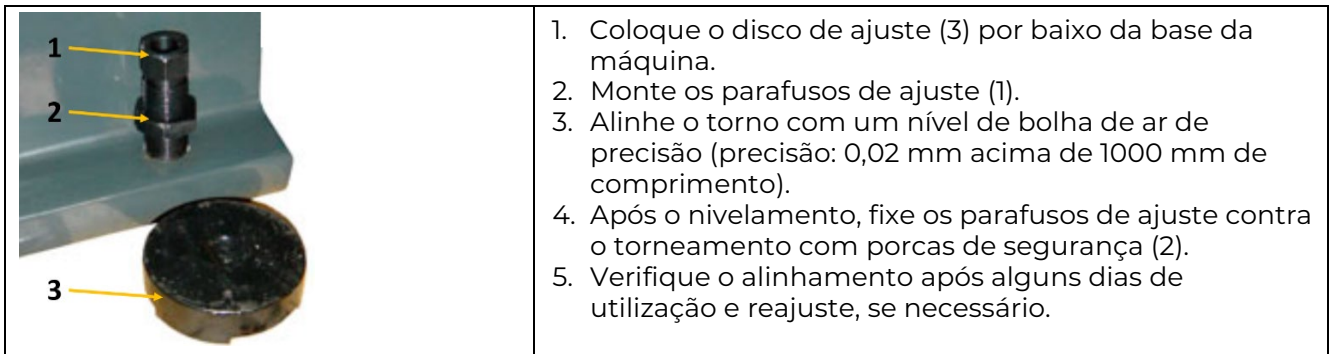 1
2
3
1. Coloque o disco de ajuste (3) por baixo da base da
máquina.
2. Monte os parafusos de ajuste (1).
3. Alinhe o torno com um nível de bolha de ar de
precisão (precisão: 0,02 mm acima de 1000 mm de
comprimento).
4. Após o nivelamento, fixe os parafusos de ajuste contra
o torneamento com porcas de segurança (2).
5. Verifique o alinhamento após alguns dias de
utilização e reajuste, se necessário.